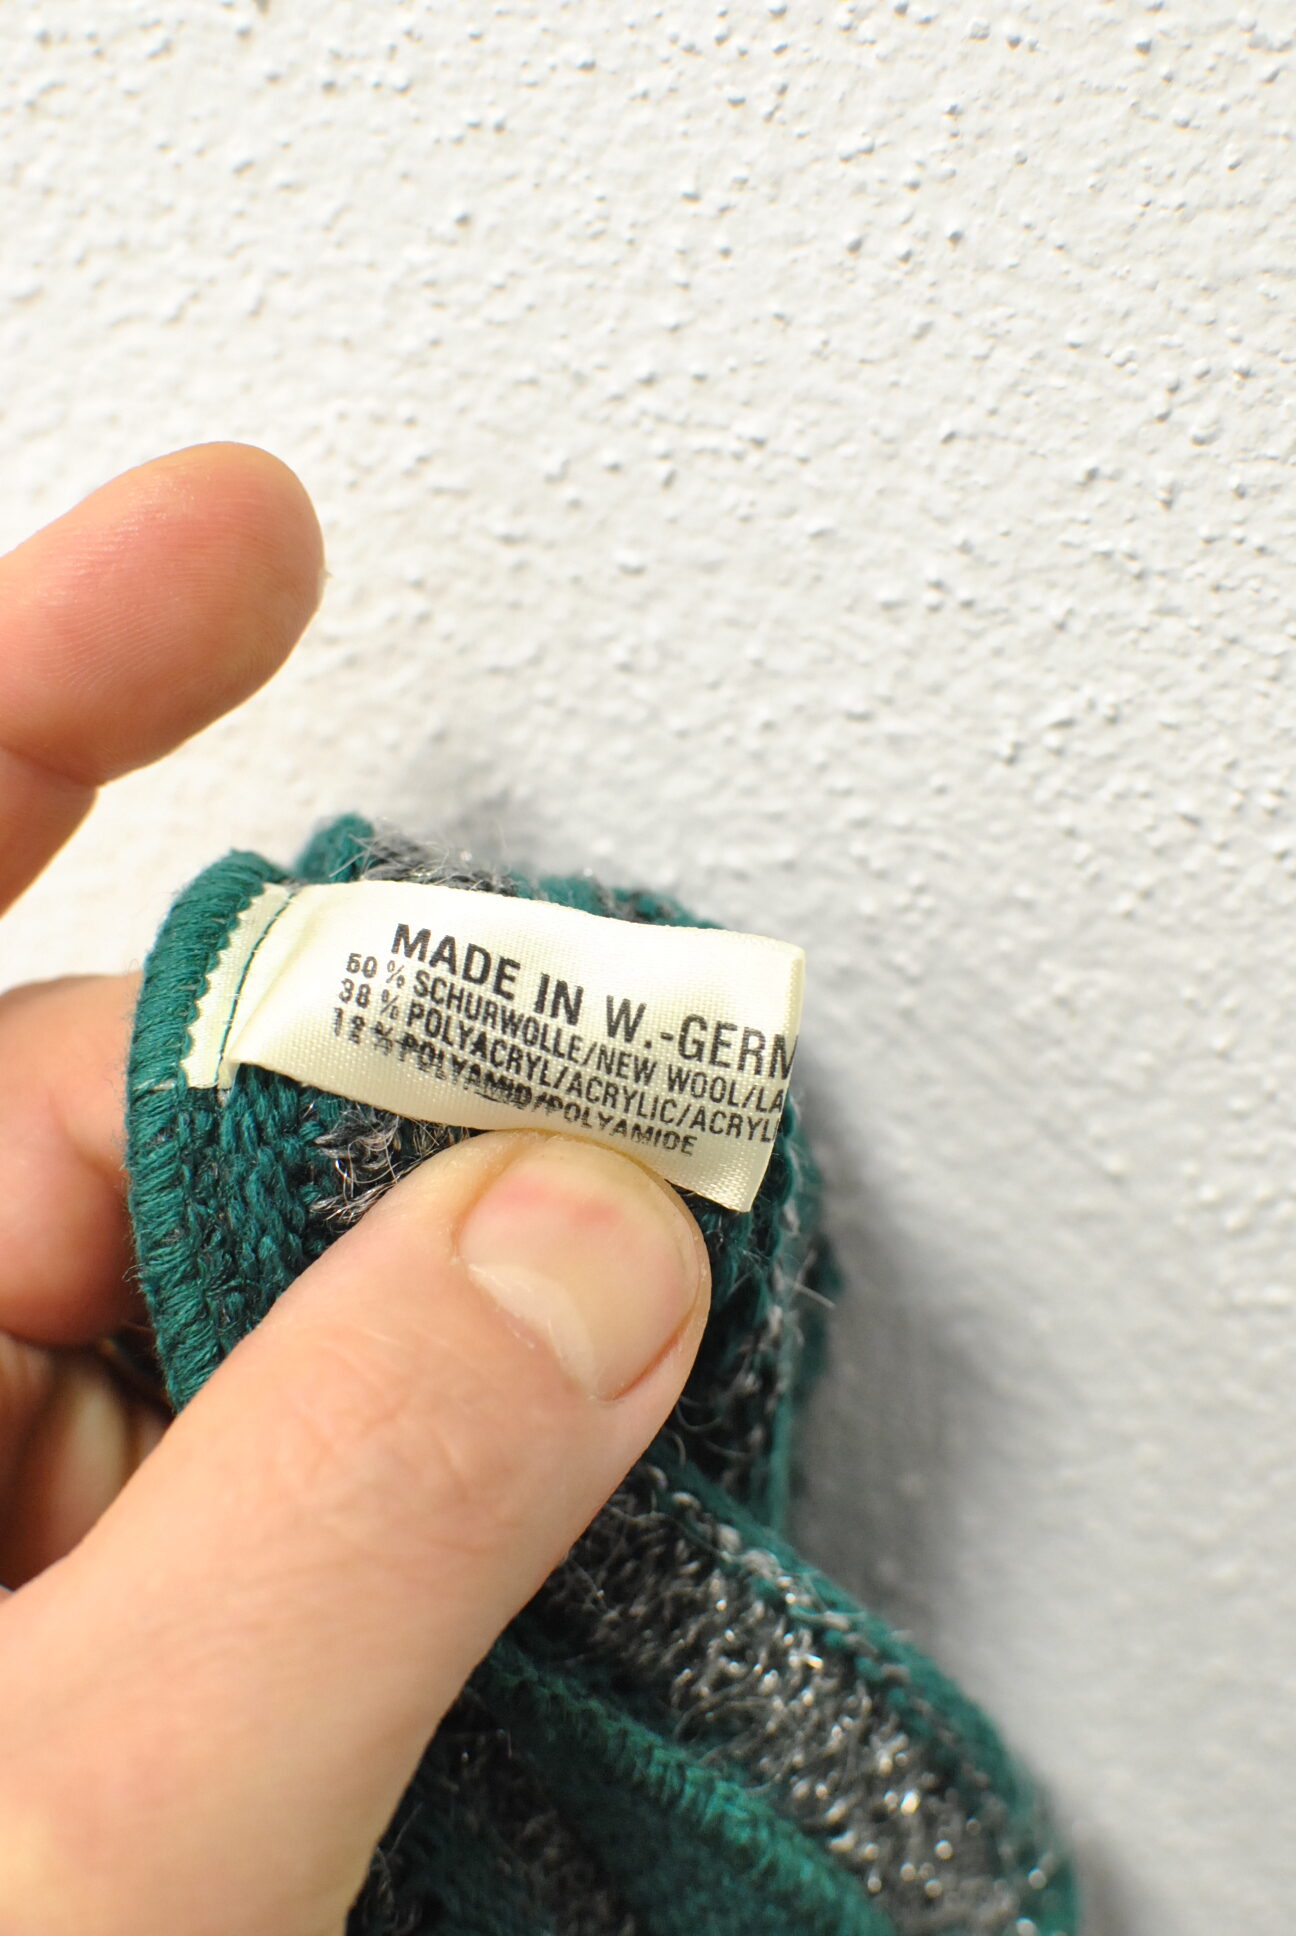 MADE IN W.-GERM
50 % SCHURWOLLE/NEW WOOL/LA
38 % POLYACRYL/ACRYLIC/ACRYL
12 % POLYAMID/POLYAMIDE